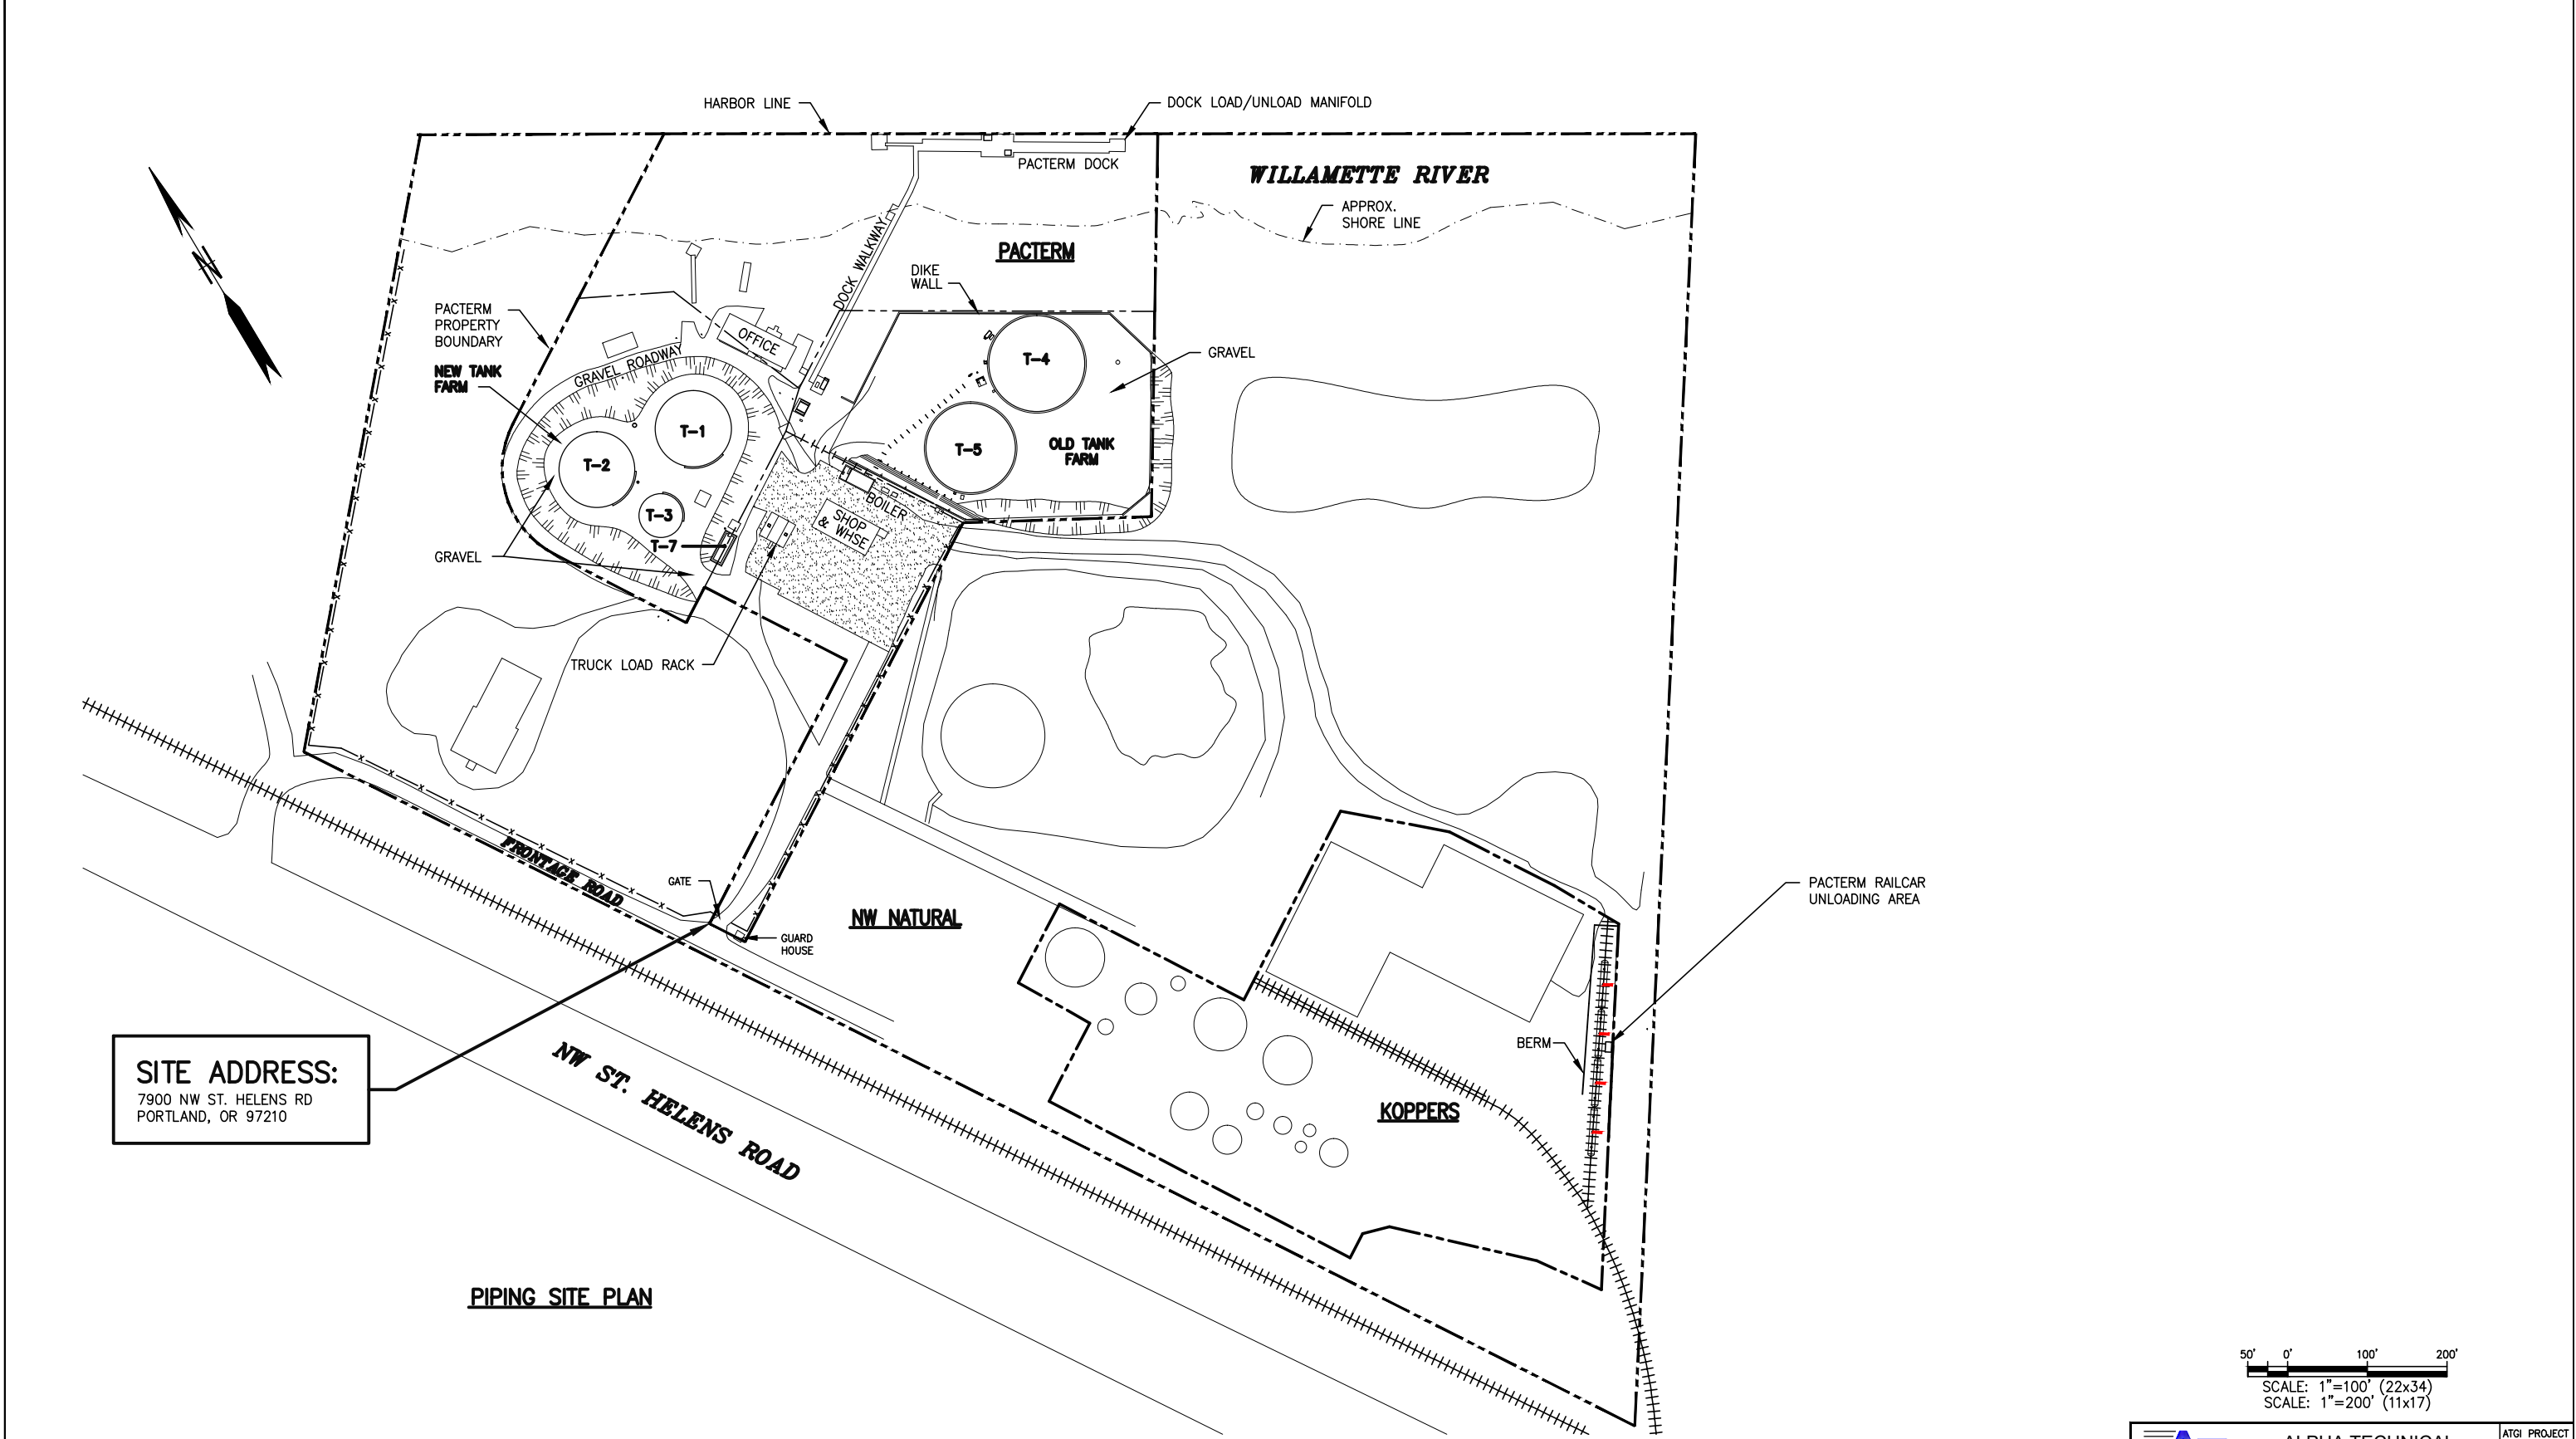 HARBOR LINE
DOCK LOAD/UNLOAD MANIFOLD
PACTERM DOCK
WILLAMETTE RIVER
APPROX.
SHORE LINE
N
DOCK WALKWAY
PACTERM
DIKE
WALL
PACTERM
PROPERTY
BOUNDARY
OFFICE
GRAVEL ROADWAY
NEW TANK
FARM
T-4
GRAVEL
T-1
T-2
T-5
OLD TANK
FARM
T-3
BOILER
SHOP
& WHSE
T-7
GRAVEL
TRUCK LOAD RACK
FRONTAGE ROAD
GATE
GUARD
HOUSE
NW NATURAL
PACTERM RAILCAR
UNLOADING AREA
BERM
KOPPERS
SITE ADDRESS:
7900 NW ST. HELENS RD
PORTLAND, OR 97210
NW ST. HELENS ROAD
PIPING SITE PLAN
50' 0' 100' 200'
SCALE: 1"=100' (22x34)
SCALE: 1"=200' (11x17)
ALPHA TECHNICAL
ATGI PROJECT